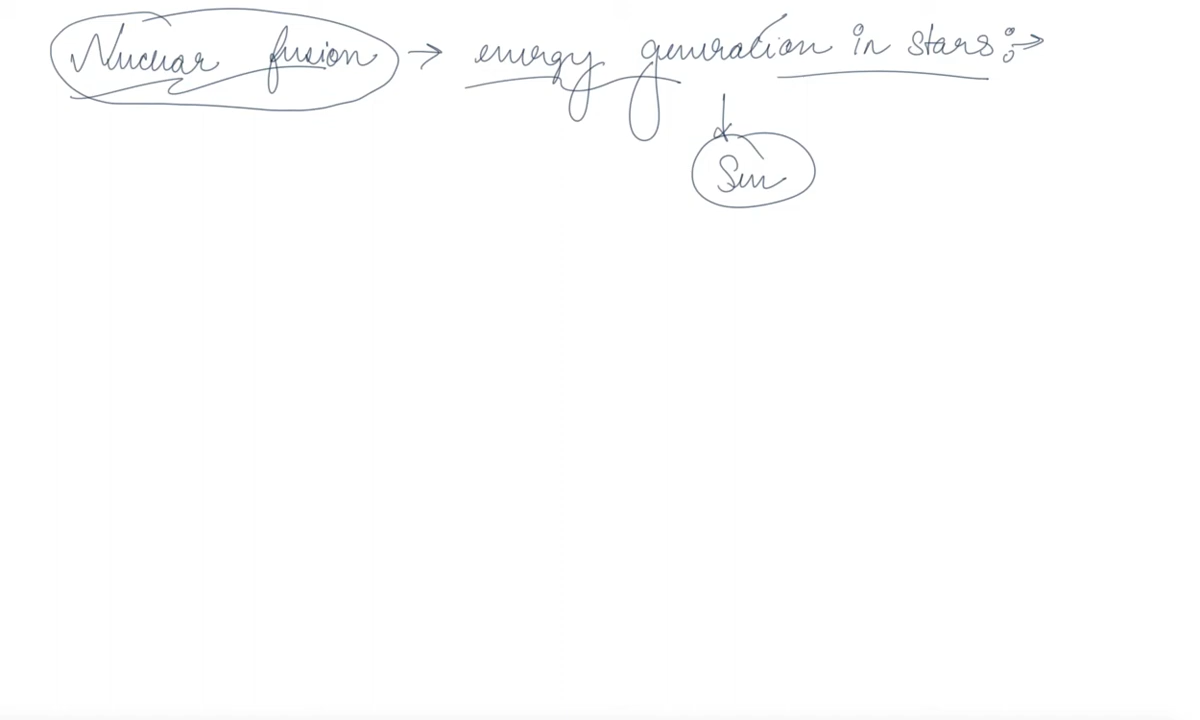 Nuclear fusion → energy generation in stars :→
↓
Sun